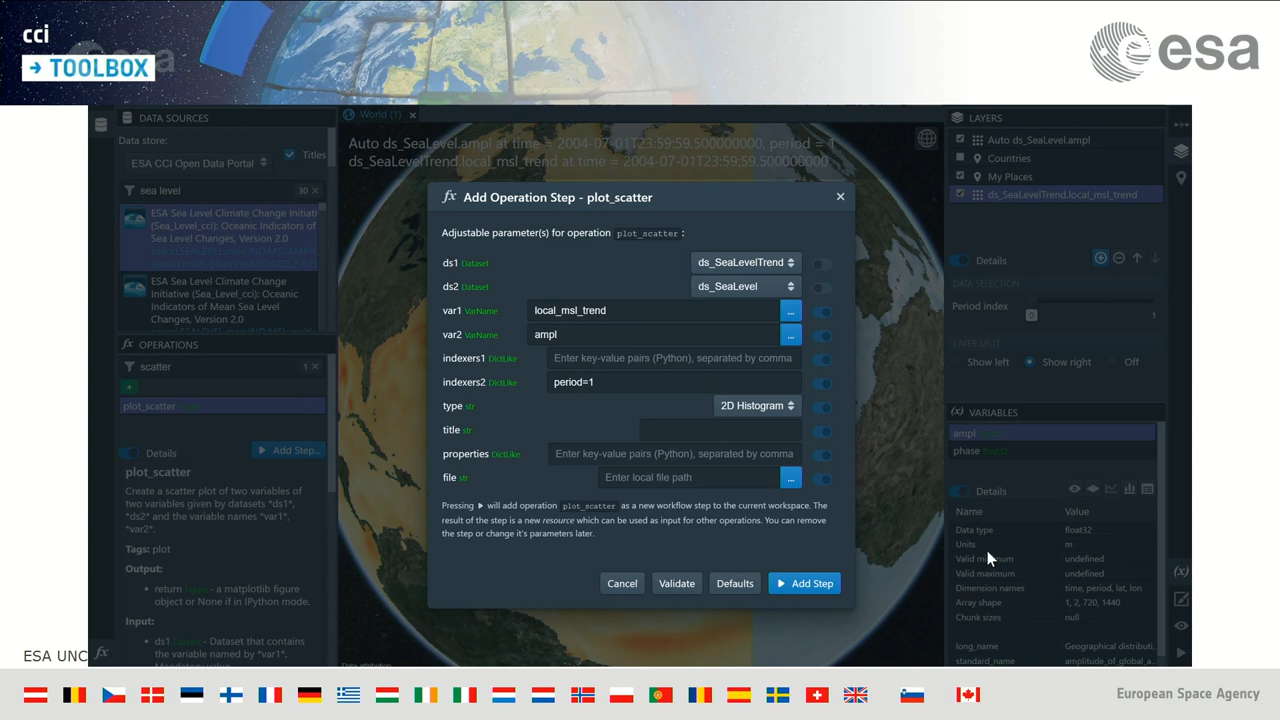 cci
→ TOOLBOX
esa
DATA SOURCES
Data store:
ESA CCI Open Data Portal
Titles
sea level
30 ×
ESA Sea Level Climate Change Initiativ
(Sea_Level_cci): Oceanic Indicators of
Sea Level Changes, Version 2.0
ESA Sea Level Climate Change
Initiative (Sea_Level_cci): Oceanic
Indicators of Mean Sea Level
Changes, Version 2.0
fx OPERATIONS
scatter
1 ×
plot_scatter
Details
Add Step...
plot_scatter
Create a scatter plot of two variables of
two variables given by datasets *ds1*,
*ds2* and the variable names *var1*,
*var2*.
Tags: plot
Output:
• return Figure - a matplotlib figure
object or None if in IPython mode.
Input:
• ds1 Dataset - Dataset that contains
the variable named by *var1*.
World (1) ×
Auto ds_SeaLevel.ampl at time = 2004-07-01T23:59:59.500000000, period = 1
ds_SeaLevelTrend.local_msl_trend at time = 2004-07-01T23:59:59.500000000
fx Add Operation Step - plot_scatter ×
Adjustable parameter(s) for operation plot_scatter :
ds1 Dataset ds_SeaLevelTrend
ds2 Dataset ds_SeaLevel
var1 VarName local_msl_trend ...
var2 VarName ampl ...
indexers1 DictLike Enter key-value pairs (Python), separated by comma
indexers2 DictLike period=1
type str 2D Histogram
title str
properties DictLike Enter key-value pairs (Python), separated by comma
file str Enter local file path ...
Pressing ▶ will add operation plot_scatter as a new workflow step to the current workspace. The
result of the step is a new resource which can be used as input for other operations. You can remove
the step or change it's parameters later.
Cancel
Validate
Defaults
Add Step
LAYERS
Auto ds_SeaLevel.ampl
Countries
My Places
ds_SeaLevelTrend.local_msl_trend
Details
DATA SELECTION
Period index
0
1
LAYER SPLIT
Show left
Show right
Off
(x) VARIABLES
ampl
phase float32
Details
Name Value
Data type float32
Units m
Valid minimum undefined
Valid maximum undefined
Dimension names time, period, lat, lon
Array shape 1, 2, 720, 1440
Chunk sizes null
long_name Geographical distributi...
standard_name amplitude_of_global_a...
Data attribution
ESA UNC
fx
(x)
European Space Agency